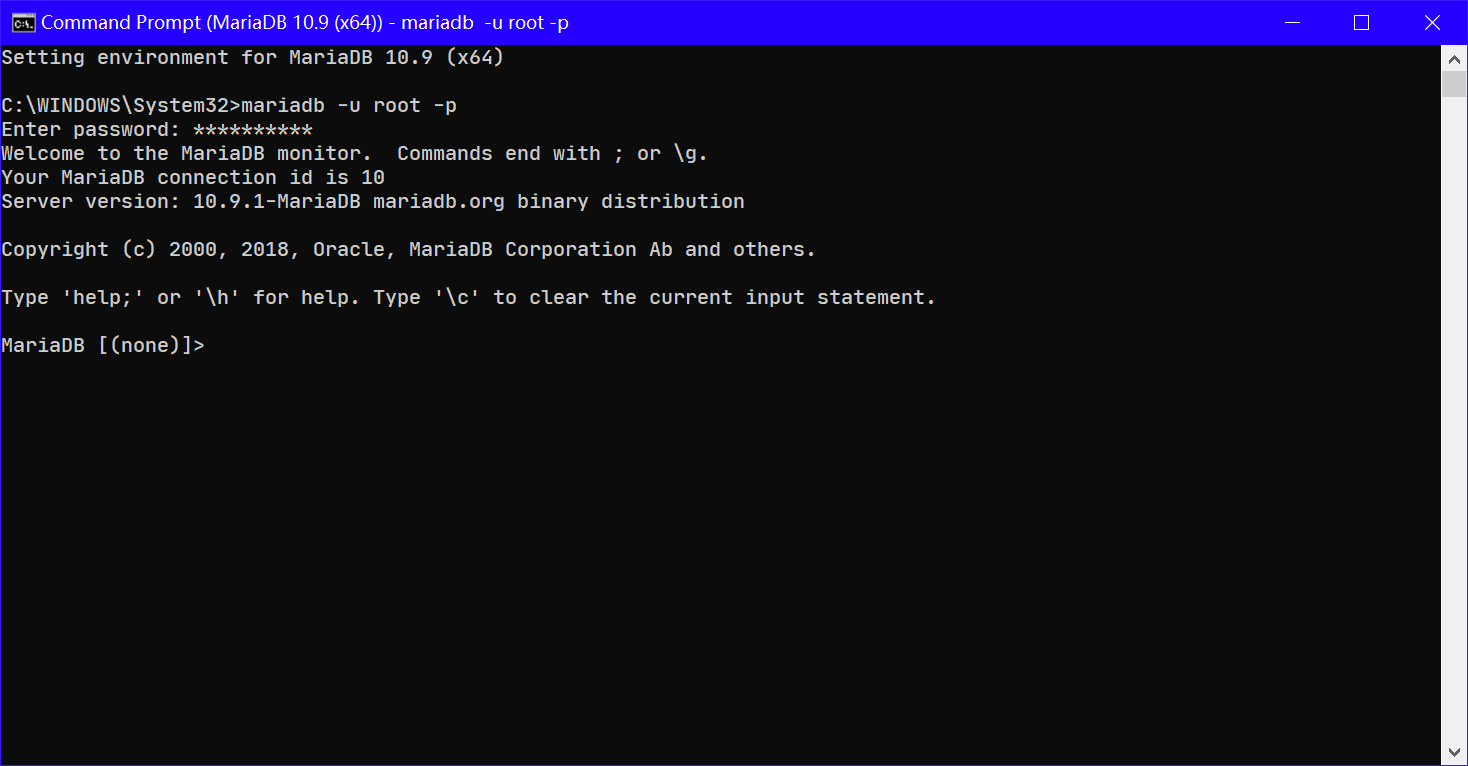 Command Prompt (MariaDB 10.9 (x64)) - mariadb  -u root -p
Setting environment for MariaDB 10.9 (x64)
C:\WINDOWS\System32>mariadb -u root -p
Enter password: **********
Welcome to the MariaDB monitor.  Commands end with ; or \g.
Your MariaDB connection id is 10
Server version: 10.9.1-MariaDB mariadb.org binary distribution
Copyright (c) 2000, 2018, Oracle, MariaDB Corporation Ab and others.
Type 'help;' or '\h' for help. Type '\c' to clear the current input statement.
MariaDB [(none)]>